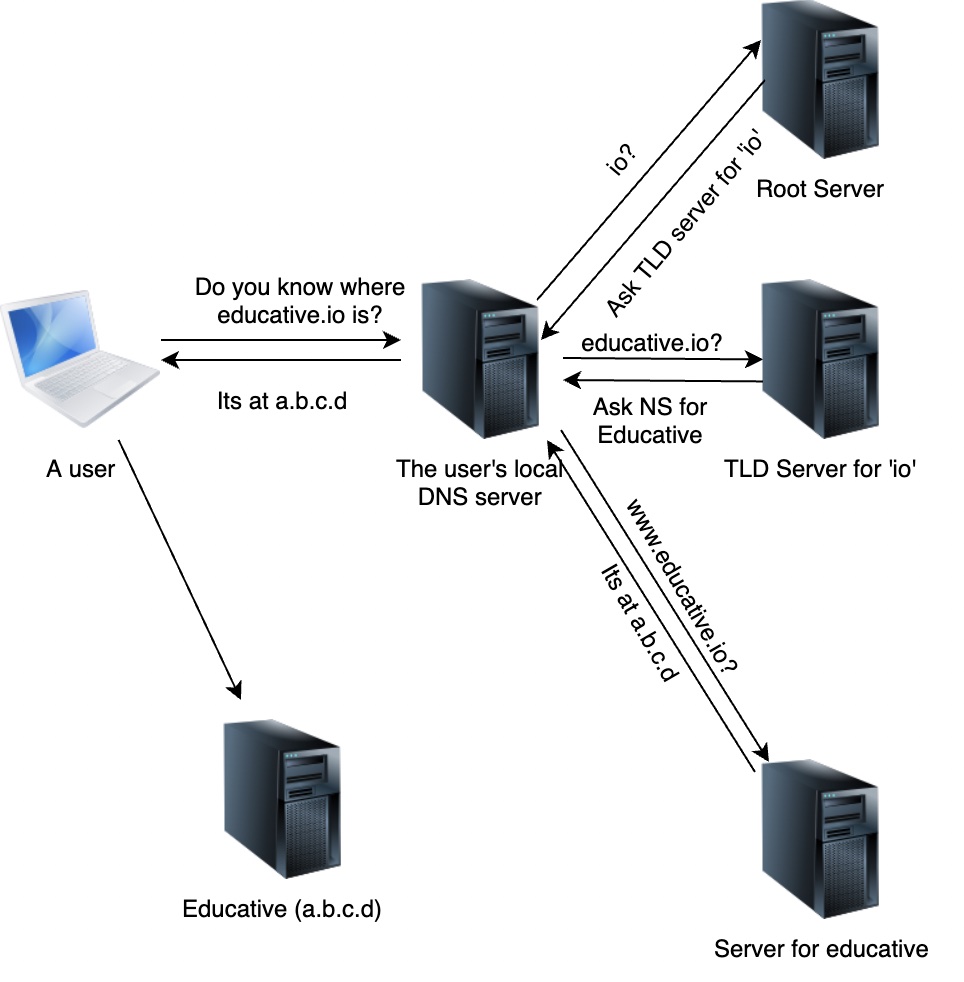 io?
Ask TLD server for 'io'
Root Server
Do you know where
educative.io is?
Its at a.b.c.d
A user
The user's local
DNS server
educative.io?
Ask NS for
Educative
TLD Server for 'io'
www.educative.io?
Its at a.b.c.d
Educative (a.b.c.d)
Server for educative